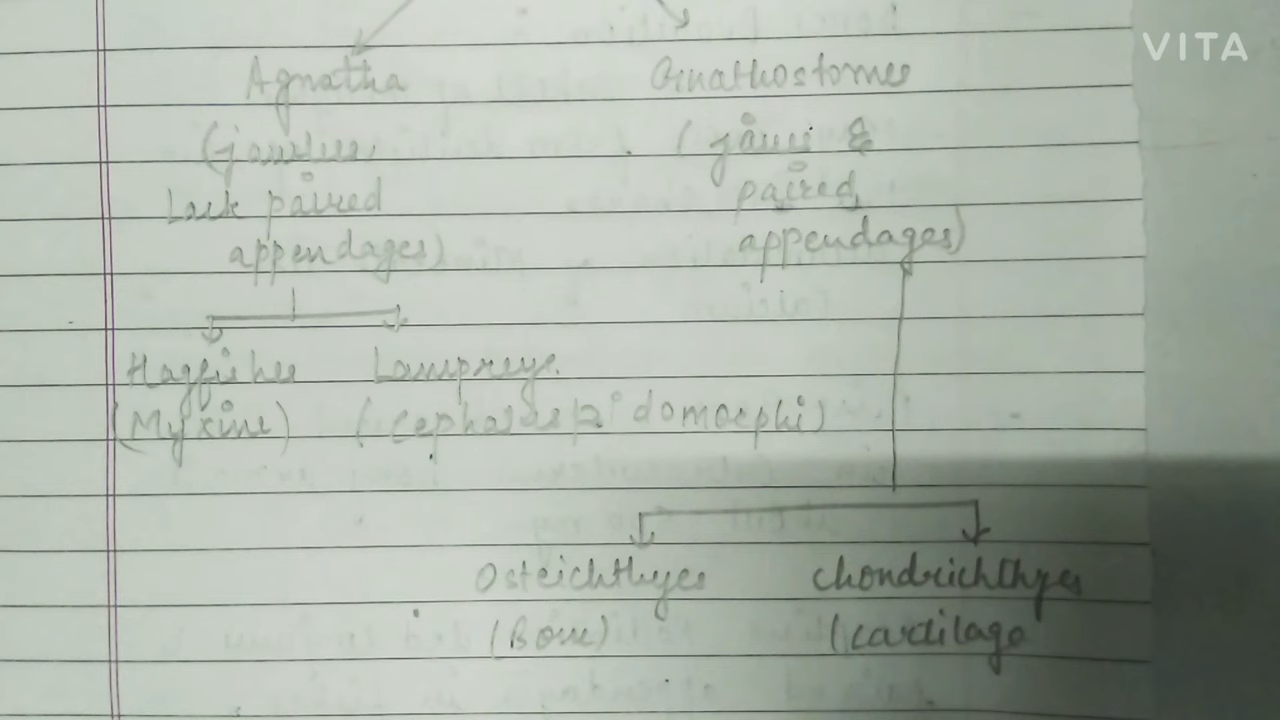 VITA
Agnatha Gnathostomes
(jawless, (jaws &
Lack paired paired
appendages) appendages)
Hagfishes Lampreys.
(Myxine) (cephalaspidomorphi)
Osteichthyes chondrichthyes
(Bone) (cartilage